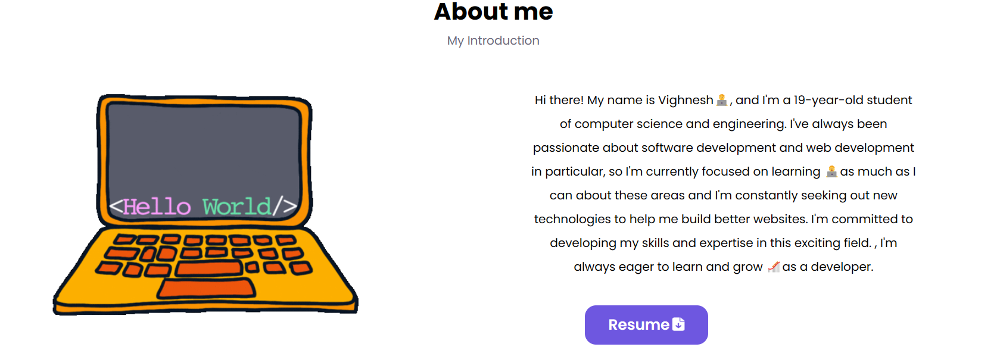 About me
My Introduction
<Hello World/>
Hi there! My name is Vighnesh 🧑‍💻, and I'm a 19-year-old student
of computer science and engineering. I've always been
passionate about software development and web development
in particular, so I'm currently focused on learning 🧑‍💻 as much as I
can about these areas and I'm constantly seeking out new
technologies to help me build better websites. I'm committed to
developing my skills and expertise in this exciting field. , I'm
always eager to learn and grow 📈 as a developer.
Resume